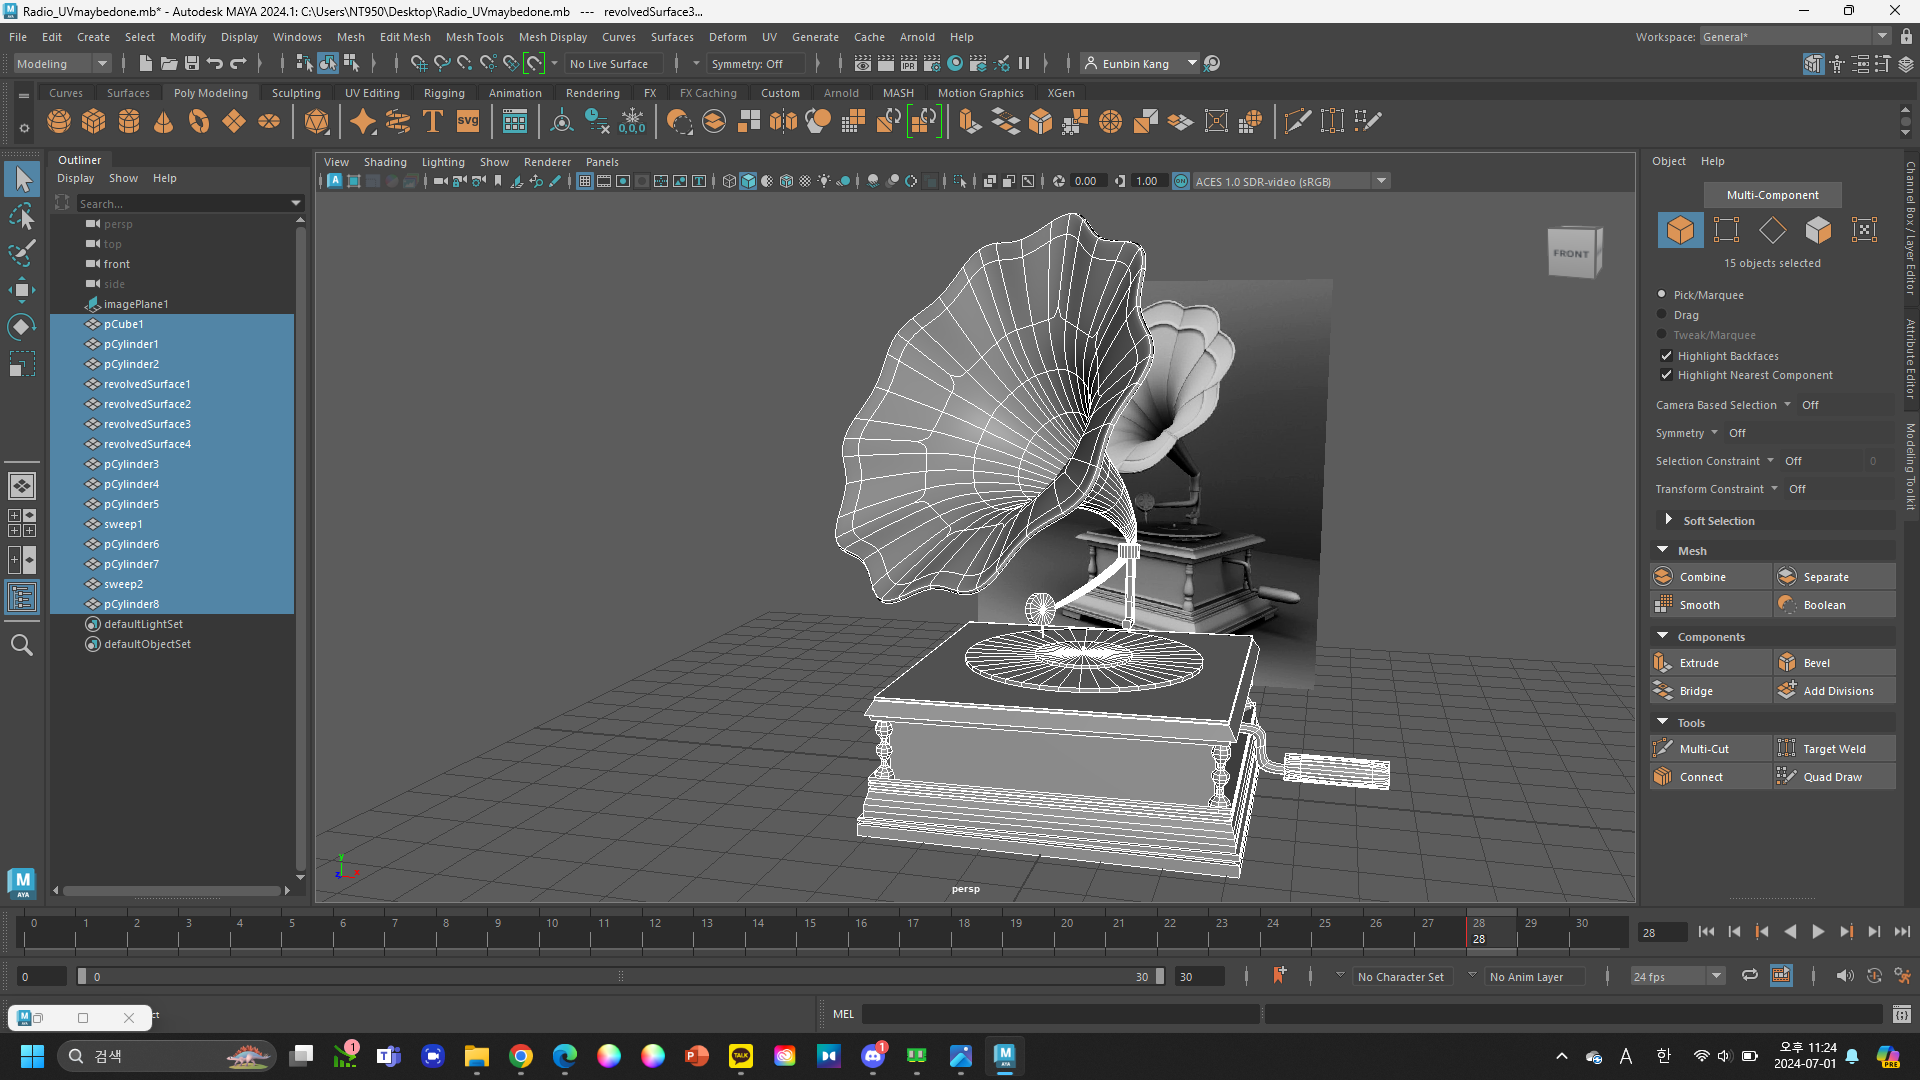 Radio_UVmaybedone.mb* - Autodesk MAYA 2024.1: C:\Users\NT950\Desktop\Radio_UVmaybedone.mb   ---   revolvedSurface3...
File Edit Create Select Modify Display Windows Mesh Edit Mesh Mesh Tools Mesh Display Curves Surfaces Deform UV Generate Cache Arnold Help
Workspace: General*
Modeling No Live Surface Symmetry: Off Eunbin Kang
Curves Surfaces Poly Modeling Sculpting UV Editing Rigging Animation Rendering FX FX Caching Custom Arnold MASH Motion Graphics XGen
svg 0,0,0
Outliner
Display Show Help
Search...
persp
top
front
side
imagePlane1
pCube1
pCylinder1
pCylinder2
revolvedSurface1
revolvedSurface2
revolvedSurface3
revolvedSurface4
pCylinder3
pCylinder4
pCylinder5
sweep1
pCylinder6
pCylinder7
sweep2
pCylinder8
defaultLightSet
defaultObjectSet
View Shading Lighting Show Renderer Panels
0.00 1.00 ACES 1.0 SDR-video (sRGB)
FRONT
persp
Object Help
Multi-Component
15 objects selected
Pick/Marquee
Drag
Tweak/Marquee
Highlight Backfaces
Highlight Nearest Component
Camera Based Selection Off
Symmetry Off
Selection Constraint Off 0
Transform Constraint Off
Soft Selection
Mesh
Combine Separate
Smooth Boolean
Components
Extrude Bevel
Bridge Add Divisions
Tools
Multi-Cut Target Weld
Connect Quad Draw
Channel Box / Layer Editor
Attribute Editor
Modeling Toolkit
0 1 2 3 4 5 6 7 8 9 10 11 12 13 14 15 16 17 18 19 20 21 22 23 24 25 26 27 28 29 30
28
28
0 0 30 30 No Character Set No Anim Layer 24 fps
MEL
검색
오후 11:24
2024-07-01